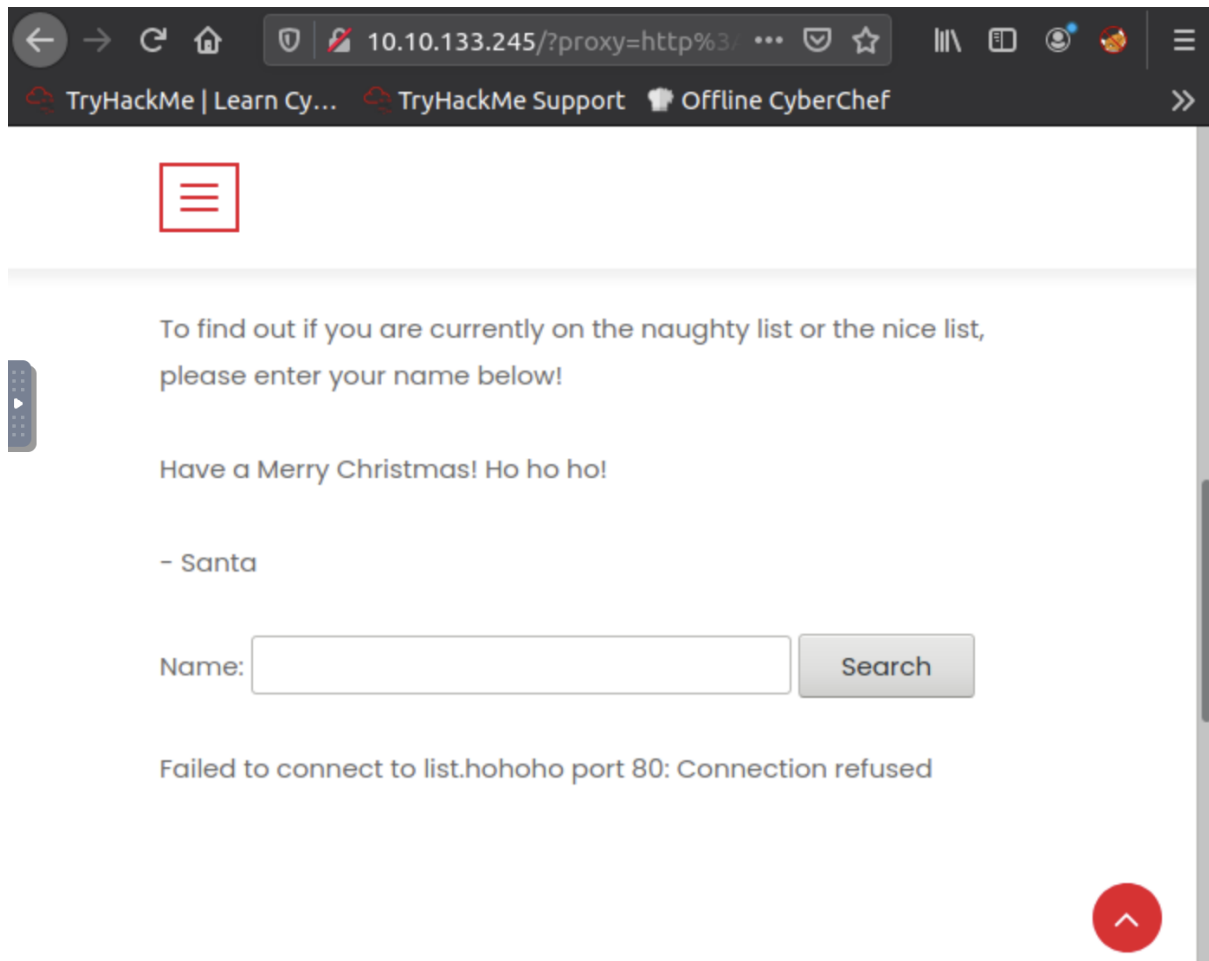 10.10.133.245/?proxy=http%3/
TryHackMe | Learn Cy... TryHackMe Support Offline CyberChef
To find out if you are currently on the naughty list or the nice list,
please enter your name below!
Have a Merry Christmas! Ho ho ho!
- Santa
Name: Search
Failed to connect to list.hohoho port 80: Connection refused